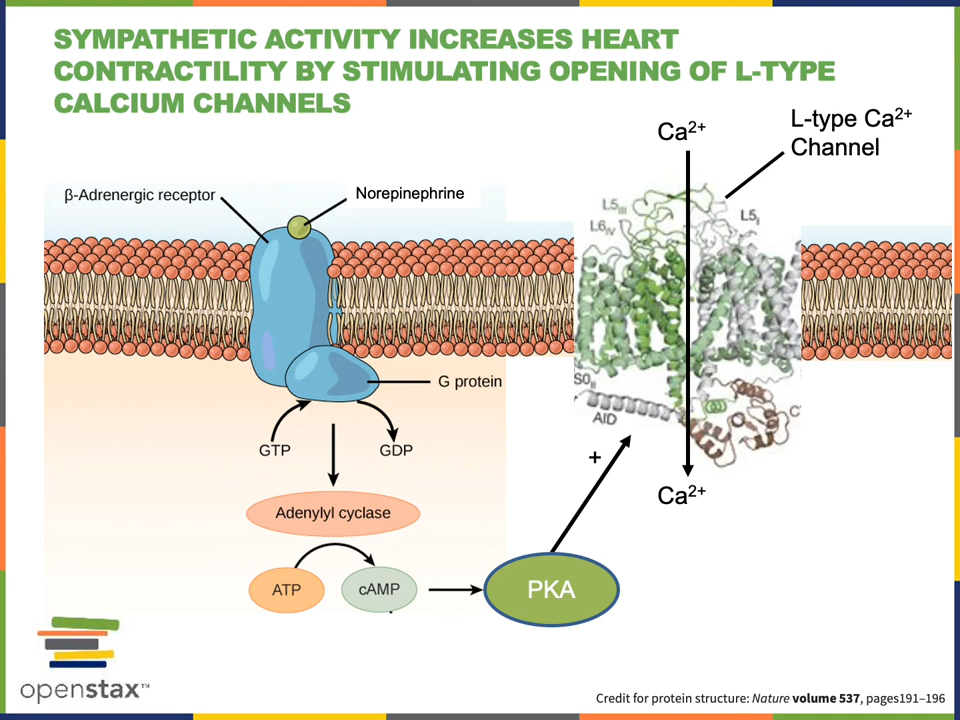 SYMPATHETIC ACTIVITY INCREASES HEART
CONTRACTILITY BY STIMULATING OPENING OF L-TYPE
CALCIUM CHANNELS
Ca²⁺
L-type Ca²⁺
Channel
β-Adrenergic receptor
Norepinephrine
L5III
L6IV
L5I
G protein
S0II
AID
C'
GTP
GDP
+
Ca²⁺
Adenylyl cyclase
ATP
cAMP
PKA
openstax™
Credit for protein structure: Nature volume 537, pages191–196